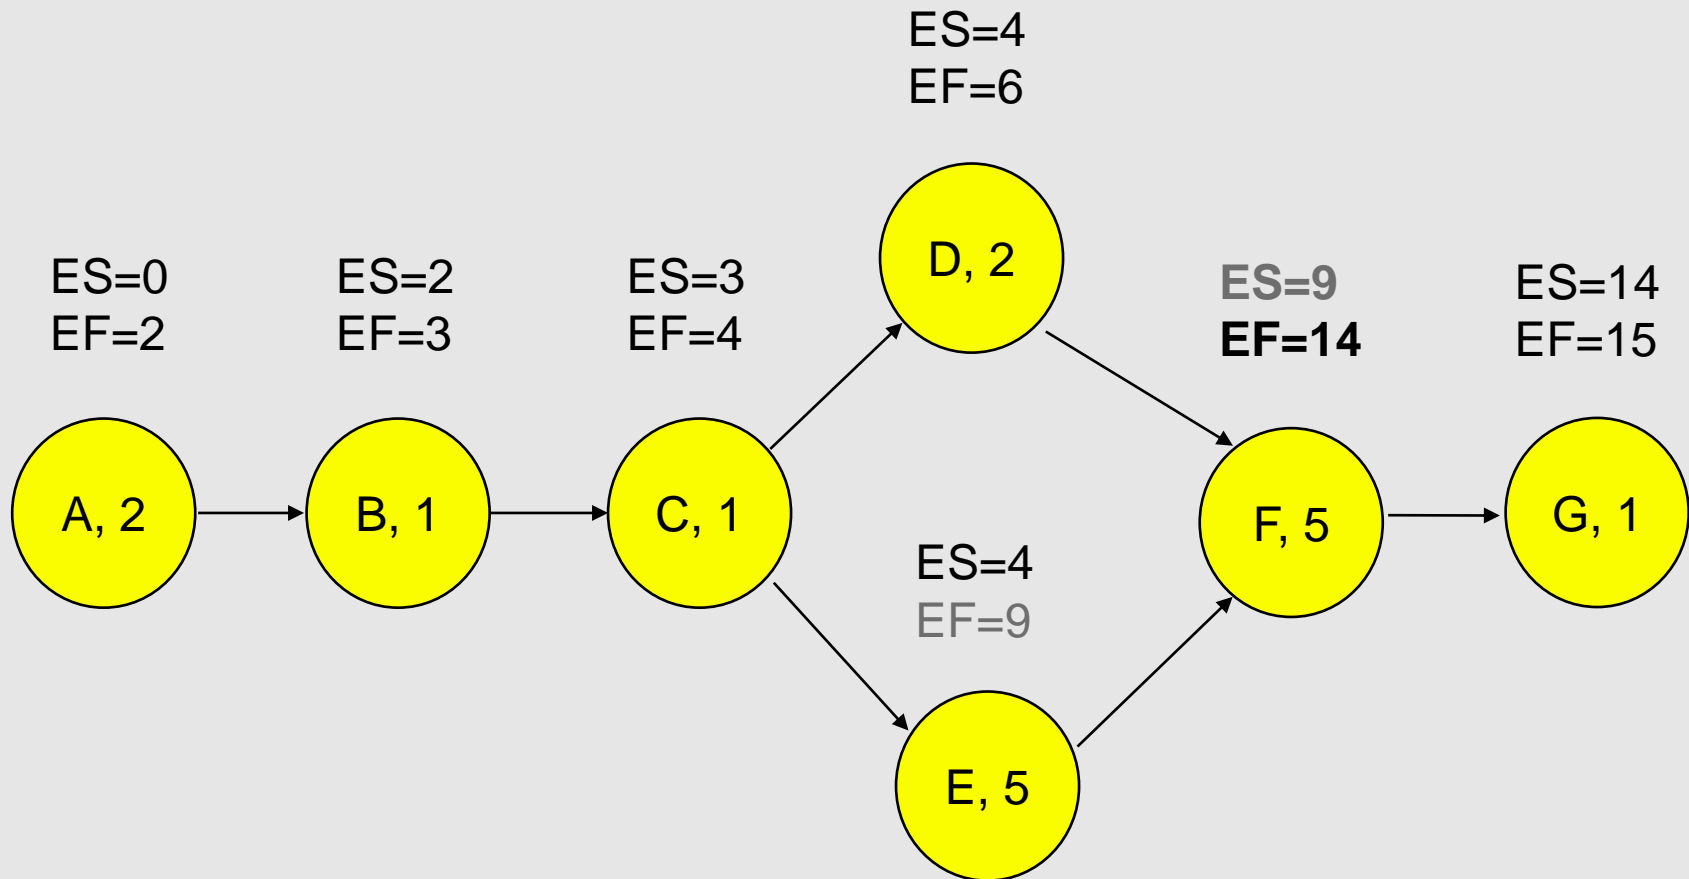 ES=4
EF=6
D, 2
ES=0
EF=2
ES=2
EF=3
ES=3
EF=4
ES=9
EF=14
ES=14
EF=15
A, 2
B, 1
C, 1
F, 5
G, 1
ES=4
EF=9
E, 5